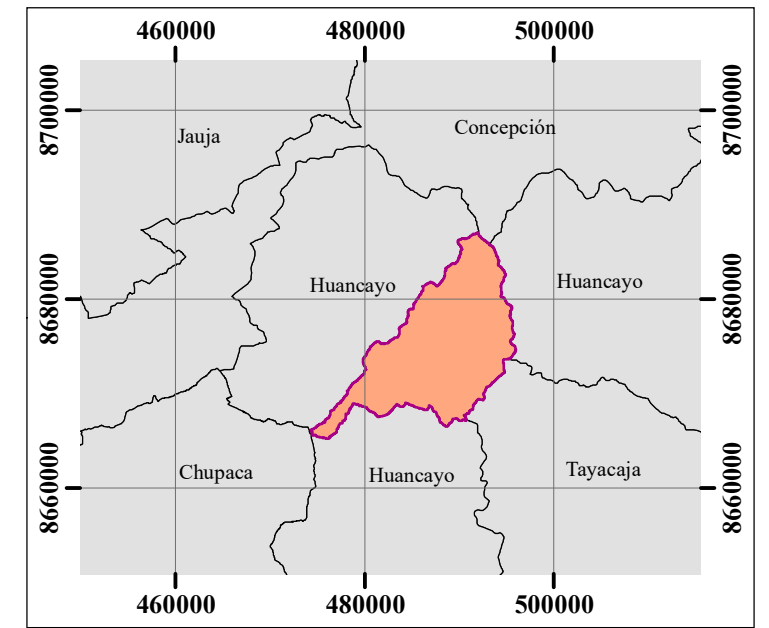 460000 480000 500000
8700000 8700000
Jauja Concepción
Huancayo Huancayo
8680000 8680000
Chupaca Huancayo Tayacaja
8660000 8660000
460000 480000 500000